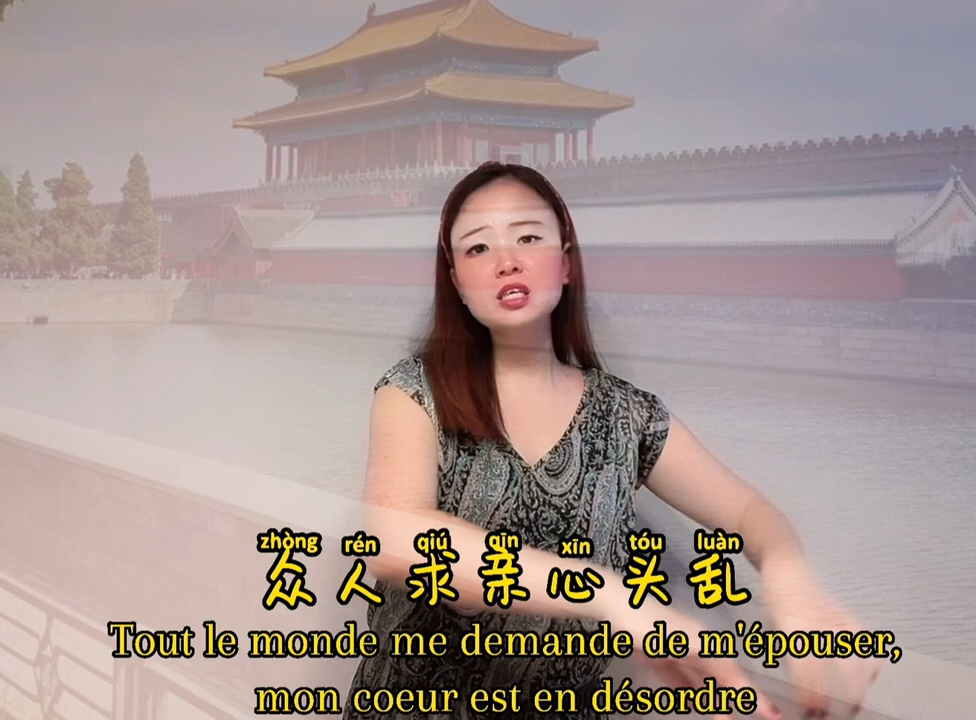 zhòng rén qiú qīn xīn tóu luàn
众人求亲心头乱
Tout le monde me demande de m'épouser,
mon coeur est en désordre